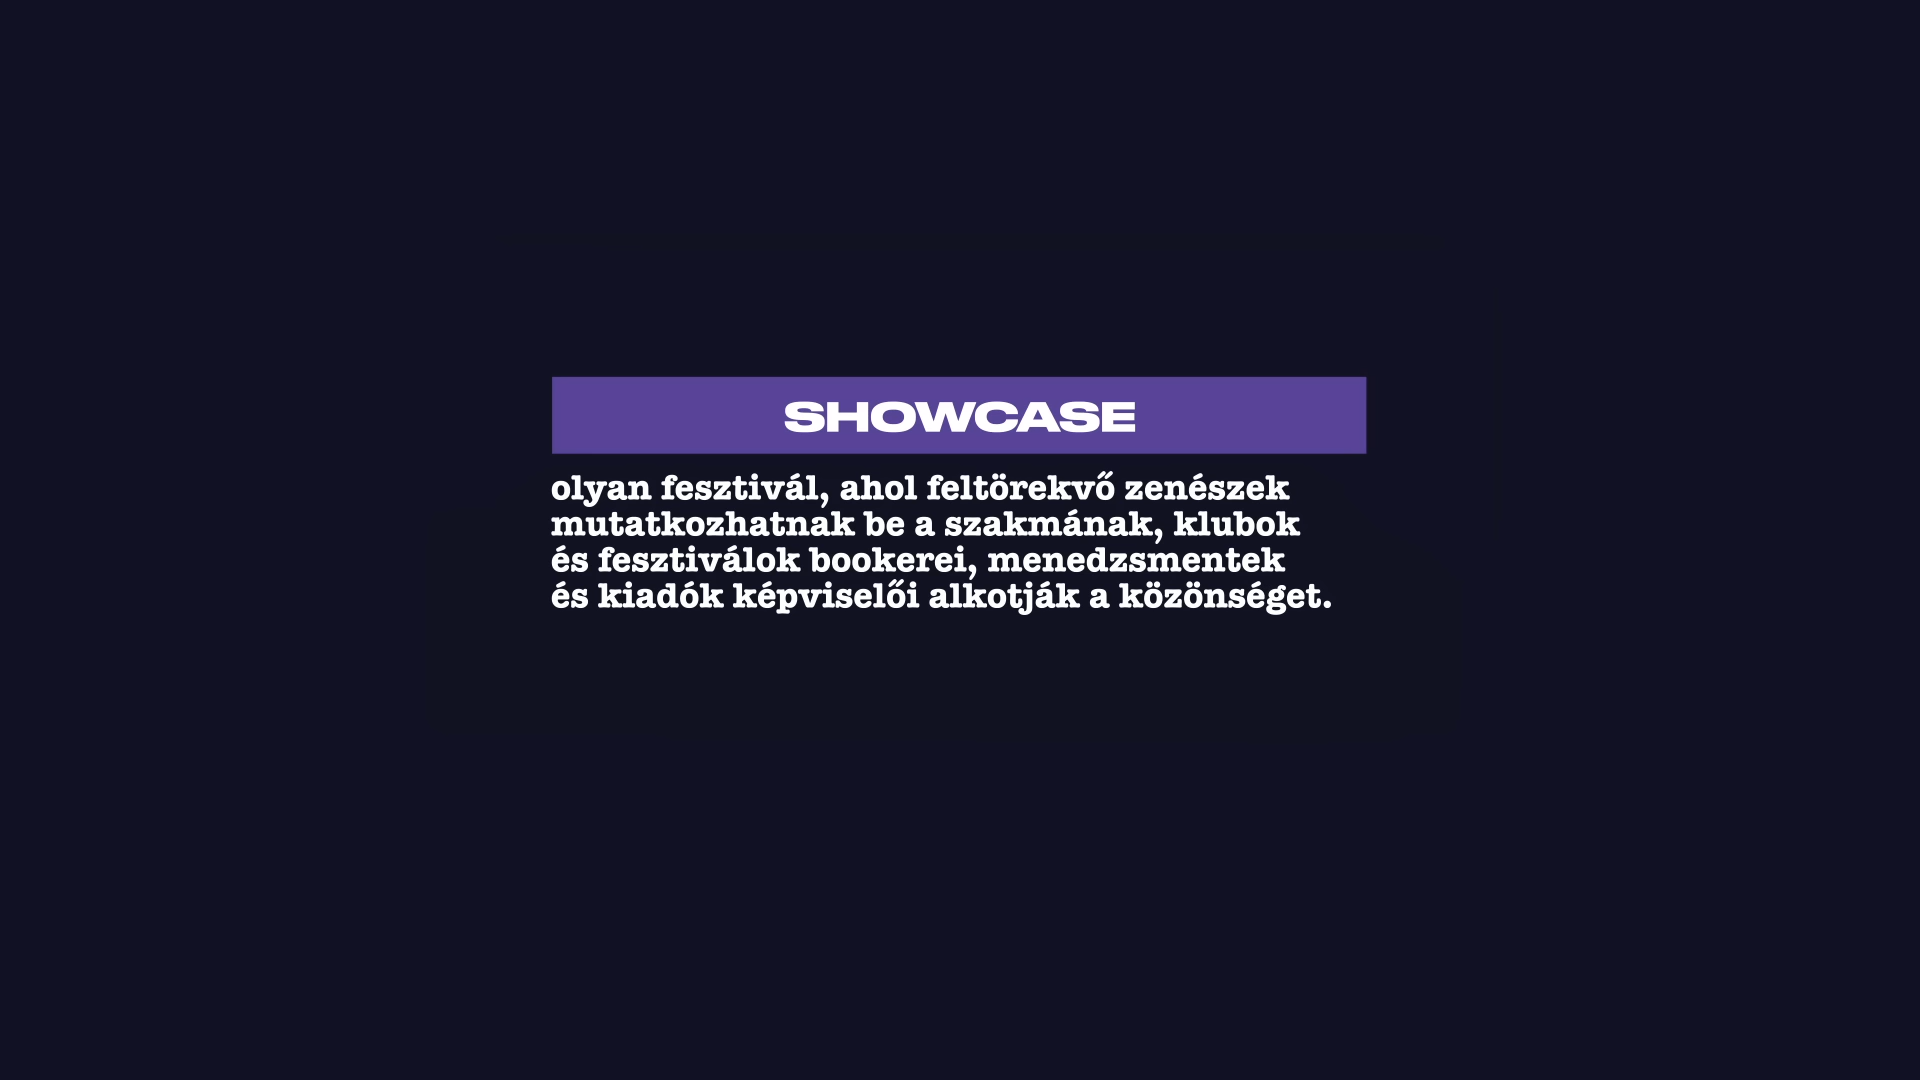 SHOWCASE
olyan fesztivál, ahol feltörekvő zenészek
mutatkozhatnak be a szakmának, klubok
és fesztiválok bookerei, menedzsmentek
és kiadók képviselői alkotják a közönséget.